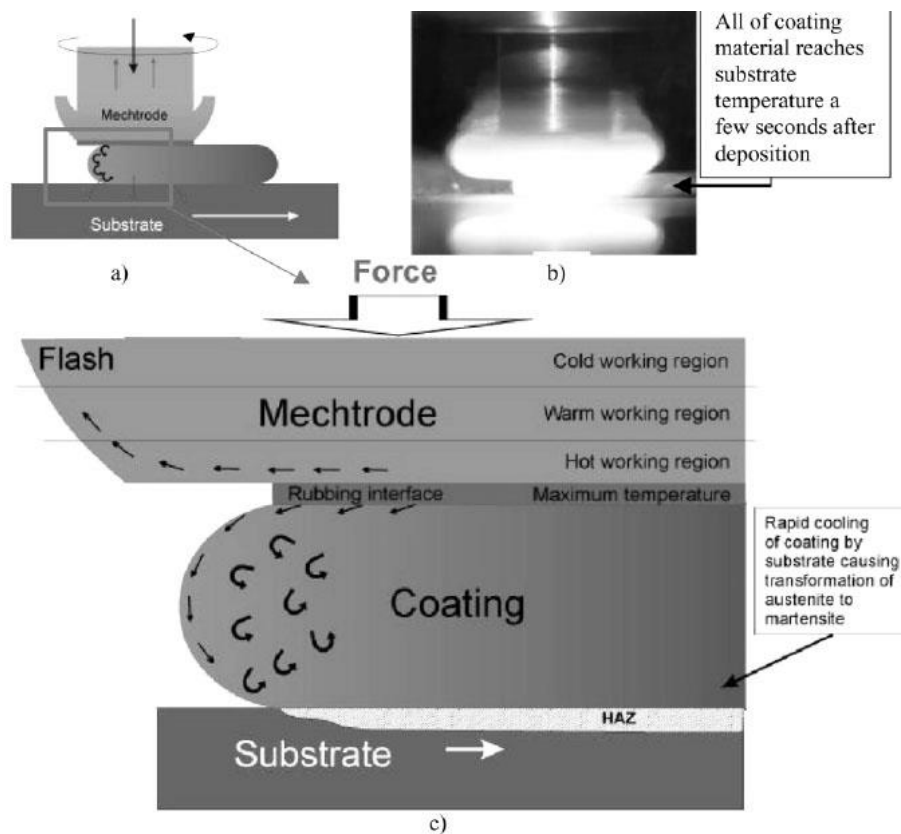 All of coating
material reaches
substrate
temperature a
few seconds after
deposition
Mechtrode
Substrate
a)
b)
Force
Flash
Cold working region
Mechtrode
Warm working region
Hot working region
Rubbing interface
Maximum temperature
Rapid cooling
of coating by
substrate causing
transformation of
austenite to
martensite
Coating
HAZ
Substrate
c)